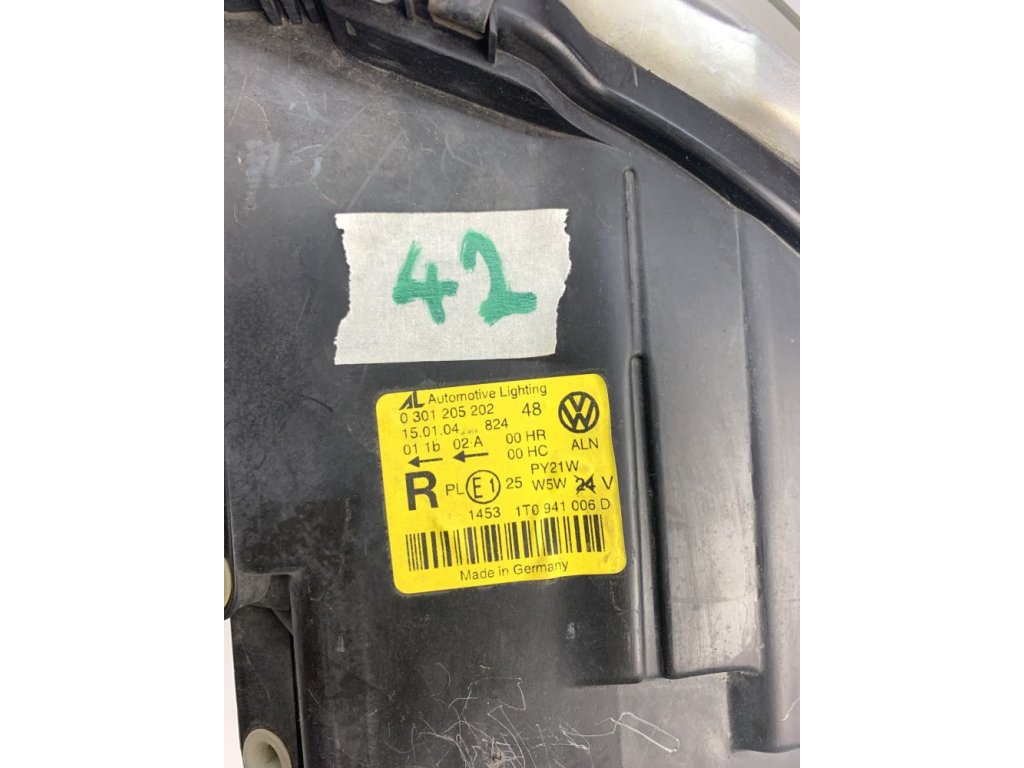 42
AL Automotive Lighting
0 301 205 202 48
15.01.04 824
01 1b 02 A 00 HR ALN
00 HC
PY21W
R PL E1 25 W5W 24 V
1453 1T0 941 006 D
Made in Germany